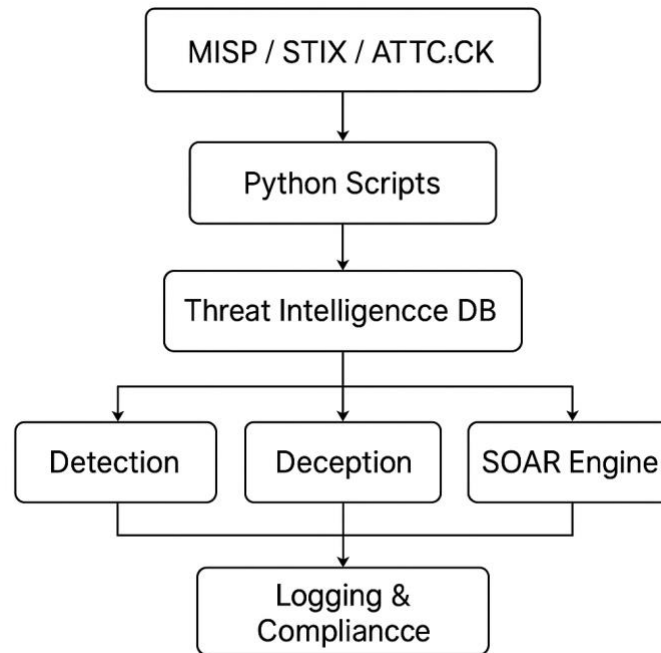 MISP / STIX / ATTC:CK
Python Scripts
Threat Intelligencce DB
Detection
Deception
SOAR Engine
Logging &
Compliancce